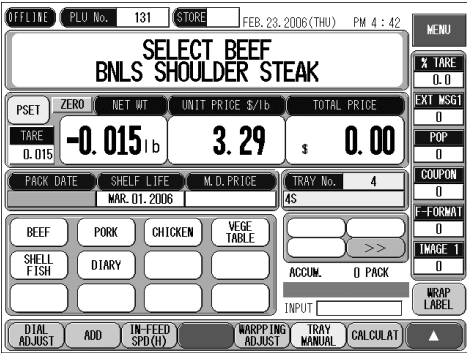 OFFLINE PLU No. 131 STORE FEB. 23. 2006(THU) PM 4:42
MENU
SELECT BEEF
BNLS SHOULDER STEAK
% TARE
0.0
EXT MSG1
0
POP
0
COUPON
0
F-FORMAT
0
IMAGE 1
0
WRAP
LABEL
PSET ZERO NET WT UNIT PRICE $/lb TOTAL PRICE
TARE
0.015
-0.015 lb 3.29 $ 0.00
PACK DATE SHELF LIFE M.D.PRICE TRAY No. 4
MAR. 01. 2006 4S
BEEF PORK CHICKEN VEGE
TABLE
SHELL
FISH DIARY
>>
ACCUM. 0 PACK
INPUT
DIAL
ADJUST ADD IN-FEED
SPD(H) WARPPING
ADJUST TRAY
MANUAL CALCULAT ▲